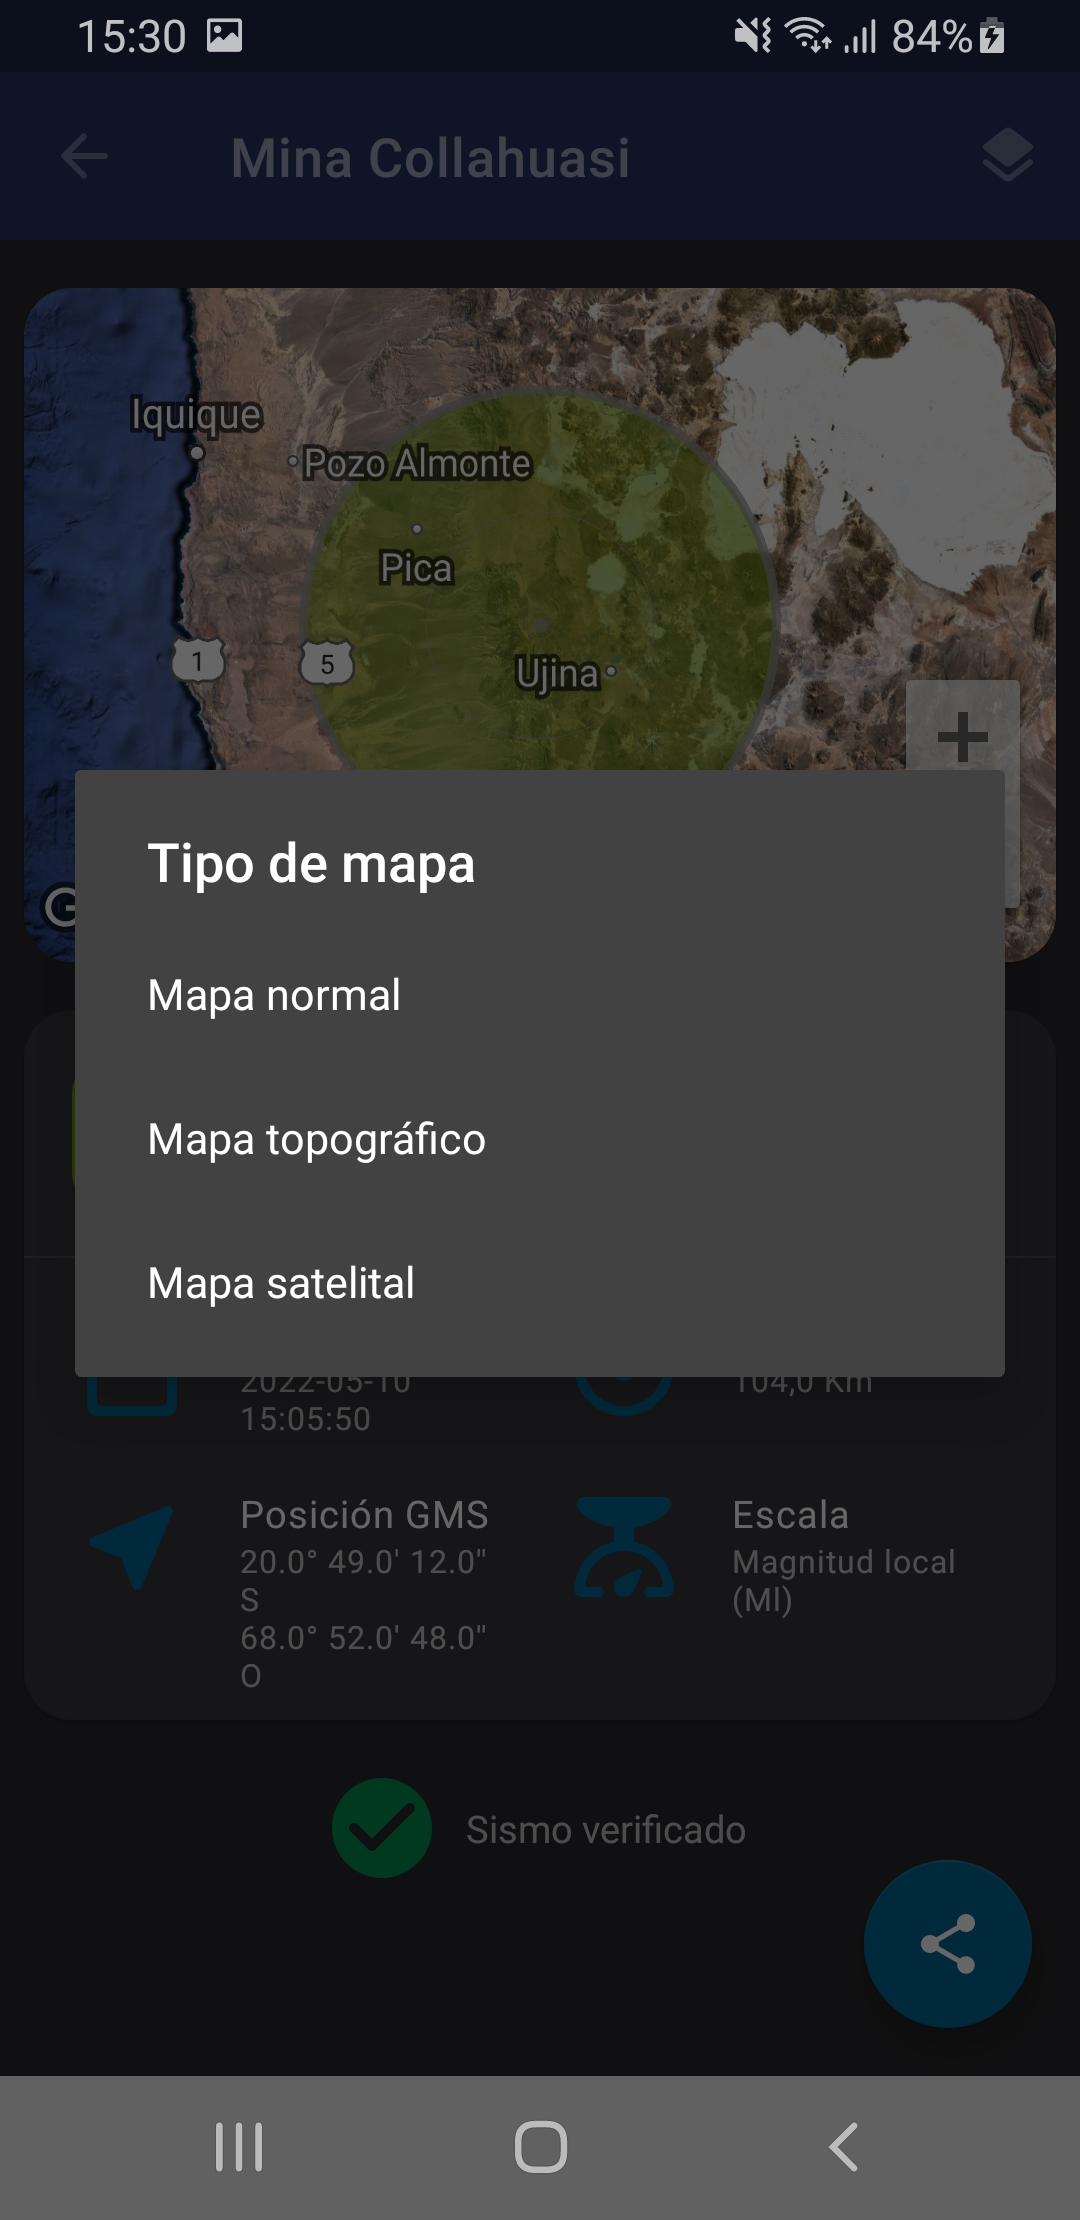 15:30 84%
Mina Collahuasi
Iquique
Pozo Almonte
Pica
1
5
Ujina
Tipo de mapa
Mapa normal
Mapa topográfico
Mapa satelital
2022-05-10
15:05:50
104,0 Km
Posición GMS
20.0° 49.0' 12.0"
S
68.0° 52.0' 48.0"
O
Escala
Magnitud local
(Ml)
Sismo verificado